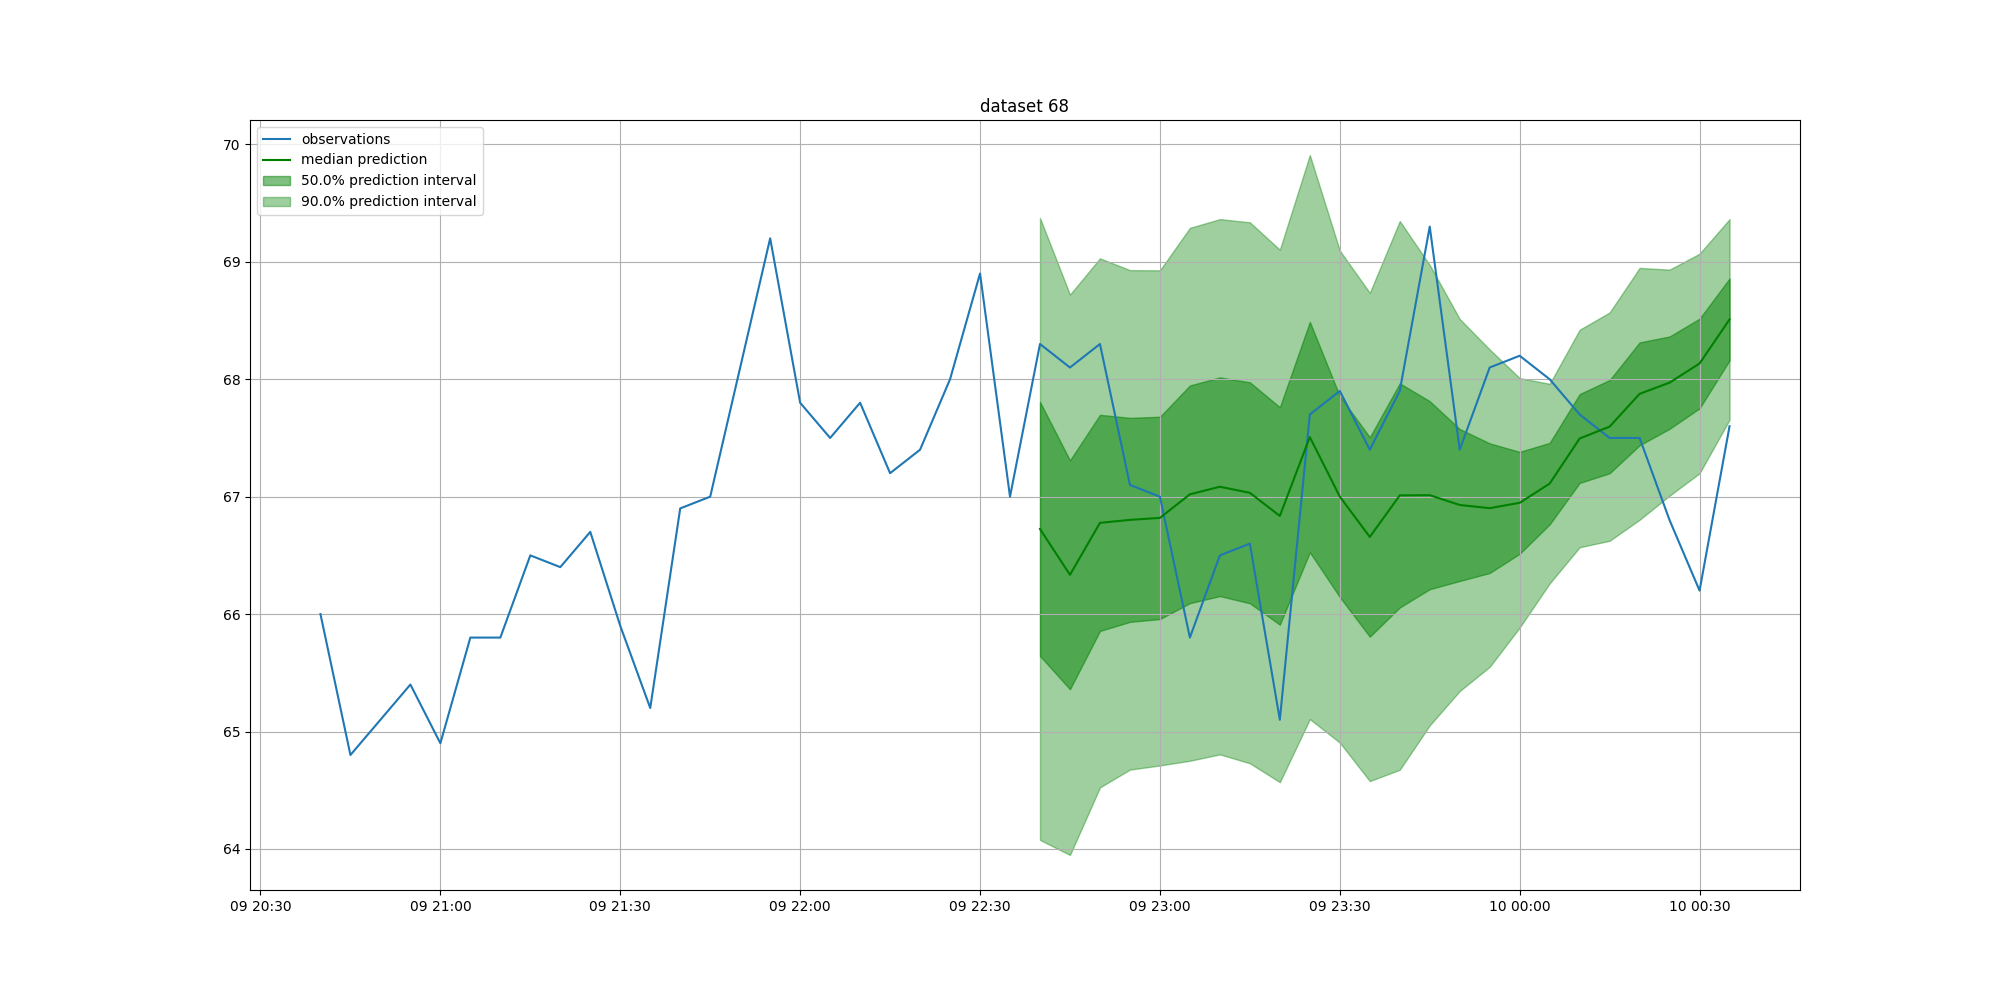 dataset 68
observations
median prediction
50.0% prediction interval
90.0% prediction interval
70
69
68
67
66
65
64
09 20:30 09 21:00 09 21:30 09 22:00 09 22:30 09 23:00 09 23:30 10 00:00 10 00:30